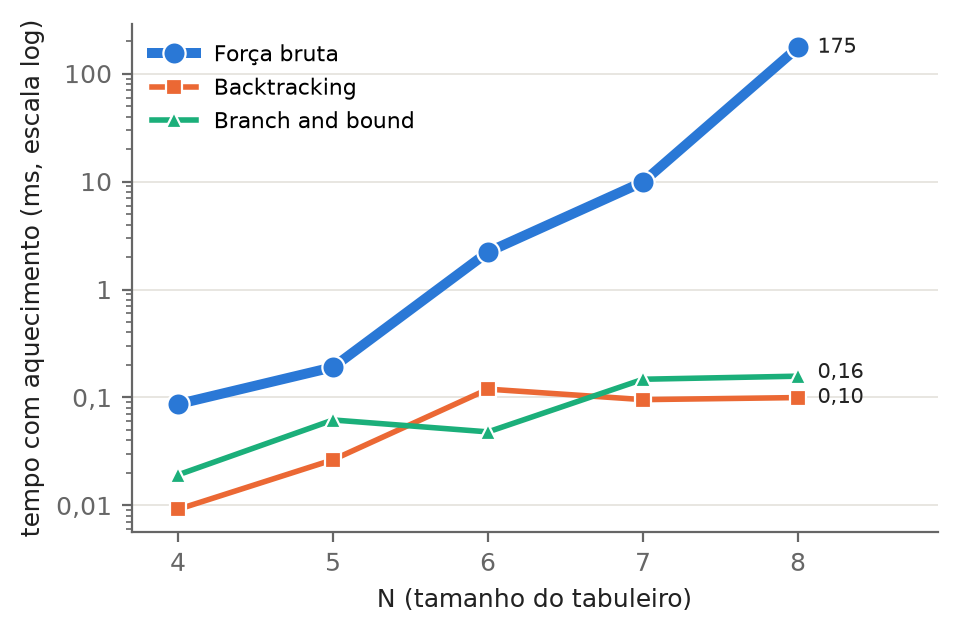 tempo com aquecimento (ms, escala log)
Força bruta
Backtracking
Branch and bound
175
0,16
0,10
100
10
1
0,1
0,01
4 5 6 7 8
N (tamanho do tabuleiro)